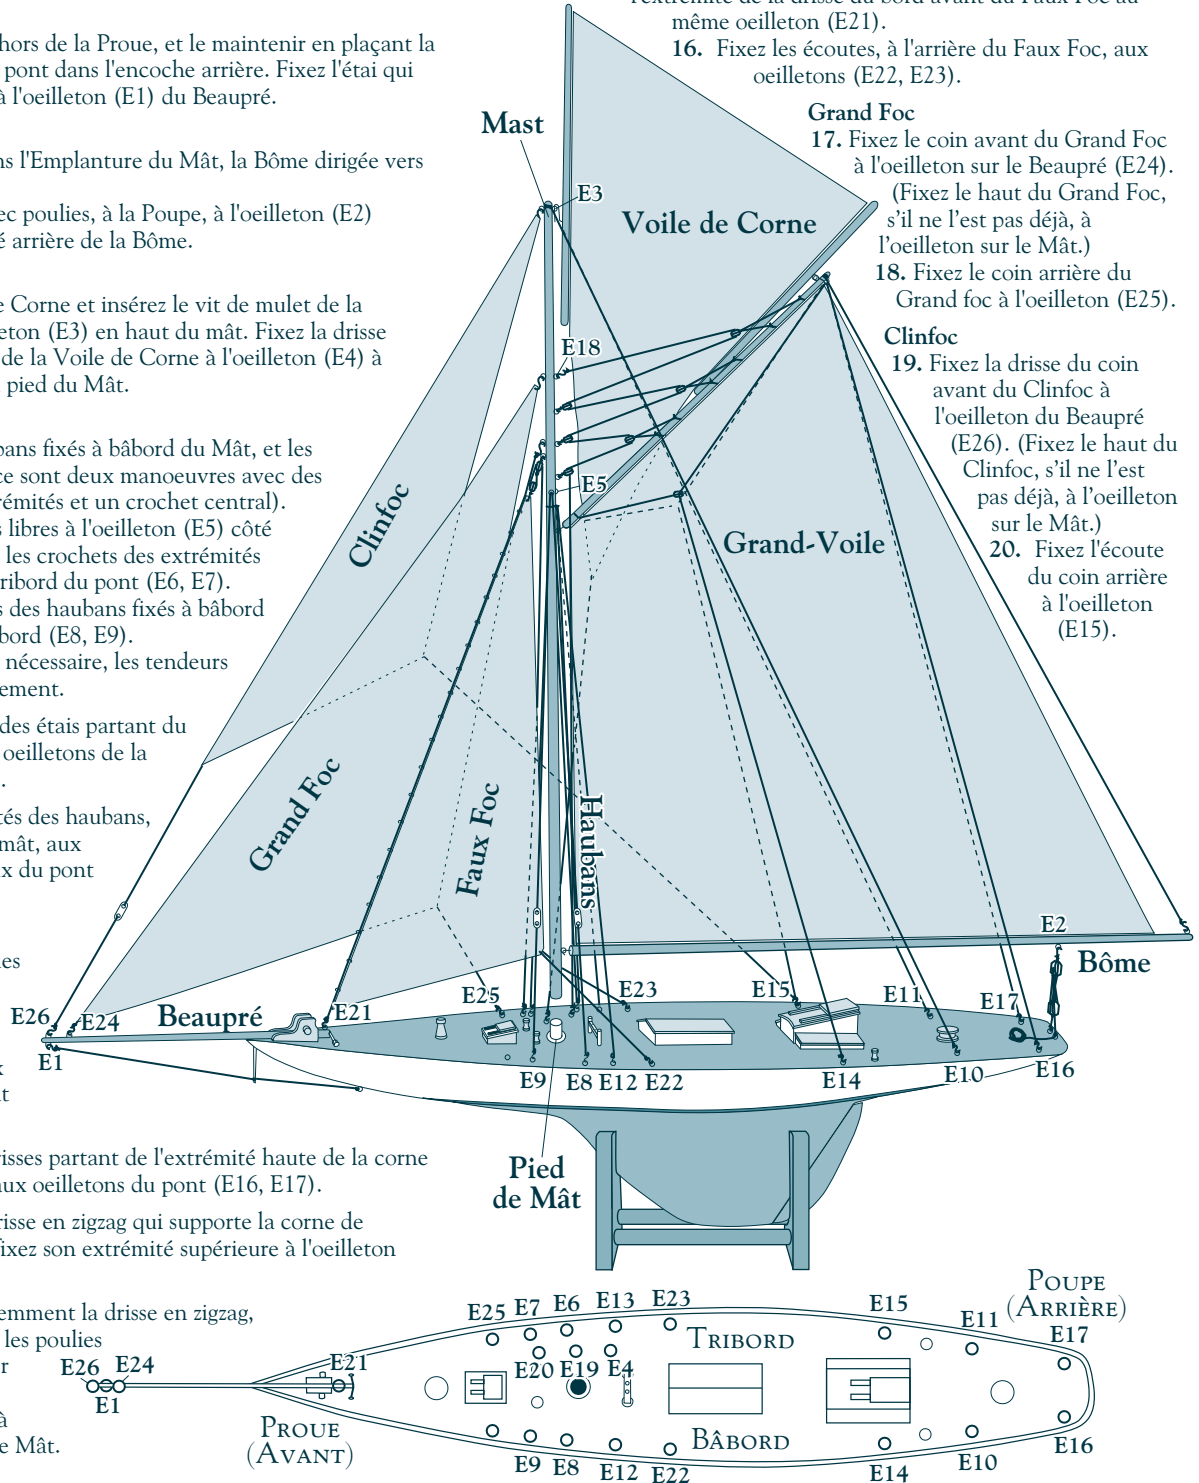 hors de la Proue, et le maintenir en plaçant la
pont dans l'encoche arrière. Fixez l'étai qui
à l'oeilleton (E1) du Beaupré.
ns l'Emplanture du Mât, la Bôme dirigée vers
ec poulies, à la Poupe, à l'oeilleton (E2)
é arrière de la Bôme.
e Corne et insérez le vit de mulet de la
leton (E3) en haut du mât. Fixez la drisse
de la Voile de Corne à l'oeilleton (E4) à
pied du Mât.
bans fixés à bâbord du Mât, et les
ce sont deux manoeuvres avec des
rémités et un crochet central).
s libres à l'oeilleton (E5) côté
les crochets des extrémités
ribord du pont (E6, E7).
s des haubans fixés à bâbord
bord (E8, E9).
nécessaire, les tendeurs
ement.
des étais partant du
oeilletons de la
.
tés des haubans,
mât, aux
x du pont
es
x
t
risses partant de l'extrémité haute de la corne
aux oeilletons du pont (E16, E17).
risse en zigzag qui supporte la corne de
fixez son extrémité supérieure à l'oeilleton
emment la drisse en zigzag,
les poulies
r
à
e Mât.
l'extrémité de la drisse du bord avant du Faux Foc au
même oeilleton (E21).
16. Fixez les écoutes, à l'arrière du Faux Foc, aux
oeilletons (E22, E23).
Grand Foc
17. Fixez le coin avant du Grand Foc
à l'oeilleton sur le Beaupré (E24).
(Fixez le haut du Grand Foc,
s'il ne l'est pas déjà, à
l'oeilleton sur le Mât.)
18. Fixez le coin arrière du
Grand foc à l'oeilleton (E25).
Clinfoc
19. Fixez la drisse du coin
avant du Clinfoc à
l'oeilleton du Beaupré
(E26). (Fixez le haut du
Clinfoc, s'il ne l'est
pas déjà, à l'oeilleton
sur le Mât.)
20. Fixez l'écoute
du coin arrière
à l'oeilleton
(E15).
Mast
E3
Voile de Corne
E18
E5
Clinfoc
Grand-Voile
Grand Foc
Faux Foc
Haubans
E2
Bôme
E26
E24
Beaupré
E21
E25
E23
E15
E11
E17
E1
E9
E8
E12
E22
E14
E10
E16
Pied
de Mât
Poupe
(Arrière)
E25
E7
E6
E13
E23
E15
E11
E17
Tribord
E26
E24
E21
E20
E19
E4
E1
Proue
(Avant)
Bâbord
E9
E8
E12
E22
E14
E10
E16